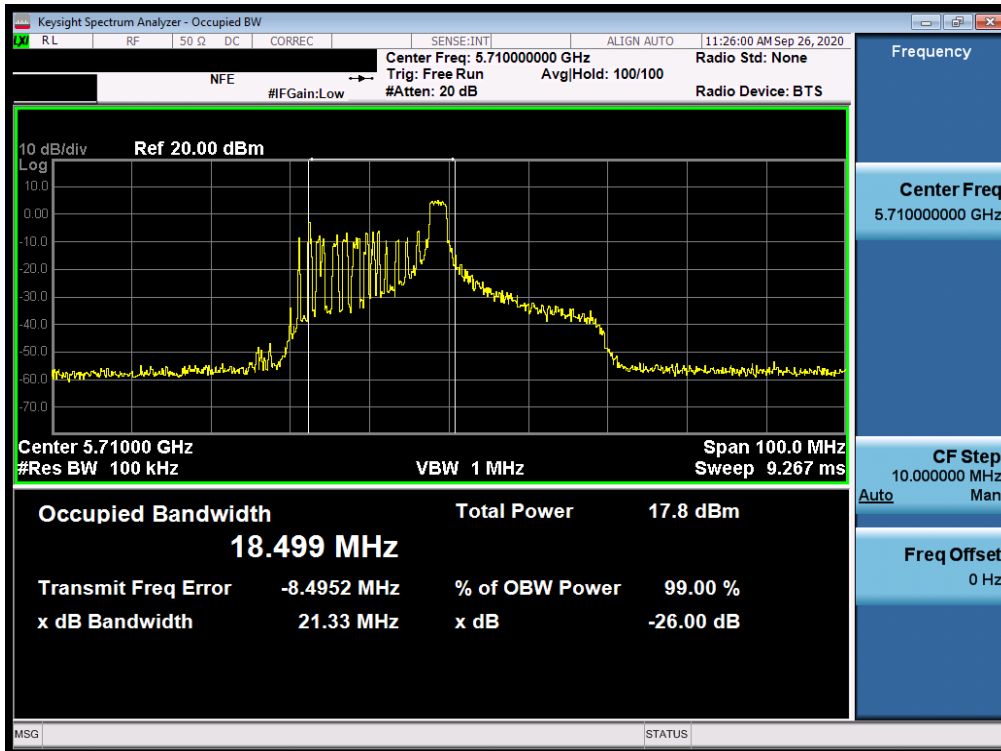 Keysight Spectrum Analyzer - Occupied BW
LXI RL RF 50 Ω DC CORREC SENSE:INT ALIGN AUTO 11:26:00 AM Sep 26, 2020
Center Freq: 5.710000000 GHz Radio Std: None
NFE Trig: Free Run Avg|Hold: 100/100
#IFGain:Low #Atten: 20 dB Radio Device: BTS
Frequency
10 dB/div Ref 20.00 dBm
Log
10.0
0.00
-10.0
-20.0
-30.0
-40.0
-50.0
-60.0
-70.0
Center 5.71000 GHz Span 100.0 MHz
#Res BW 100 kHz VBW 1 MHz Sweep 9.267 ms
Center Freq
5.710000000 GHz
CF Step
10.000000 MHz
Auto Man
Freq Offset
0 Hz
Occupied Bandwidth Total Power 17.8 dBm
18.499 MHz
Transmit Freq Error -8.4952 MHz % of OBW Power 99.00 %
x dB Bandwidth 21.33 MHz x dB -26.00 dB
MSG STATUS